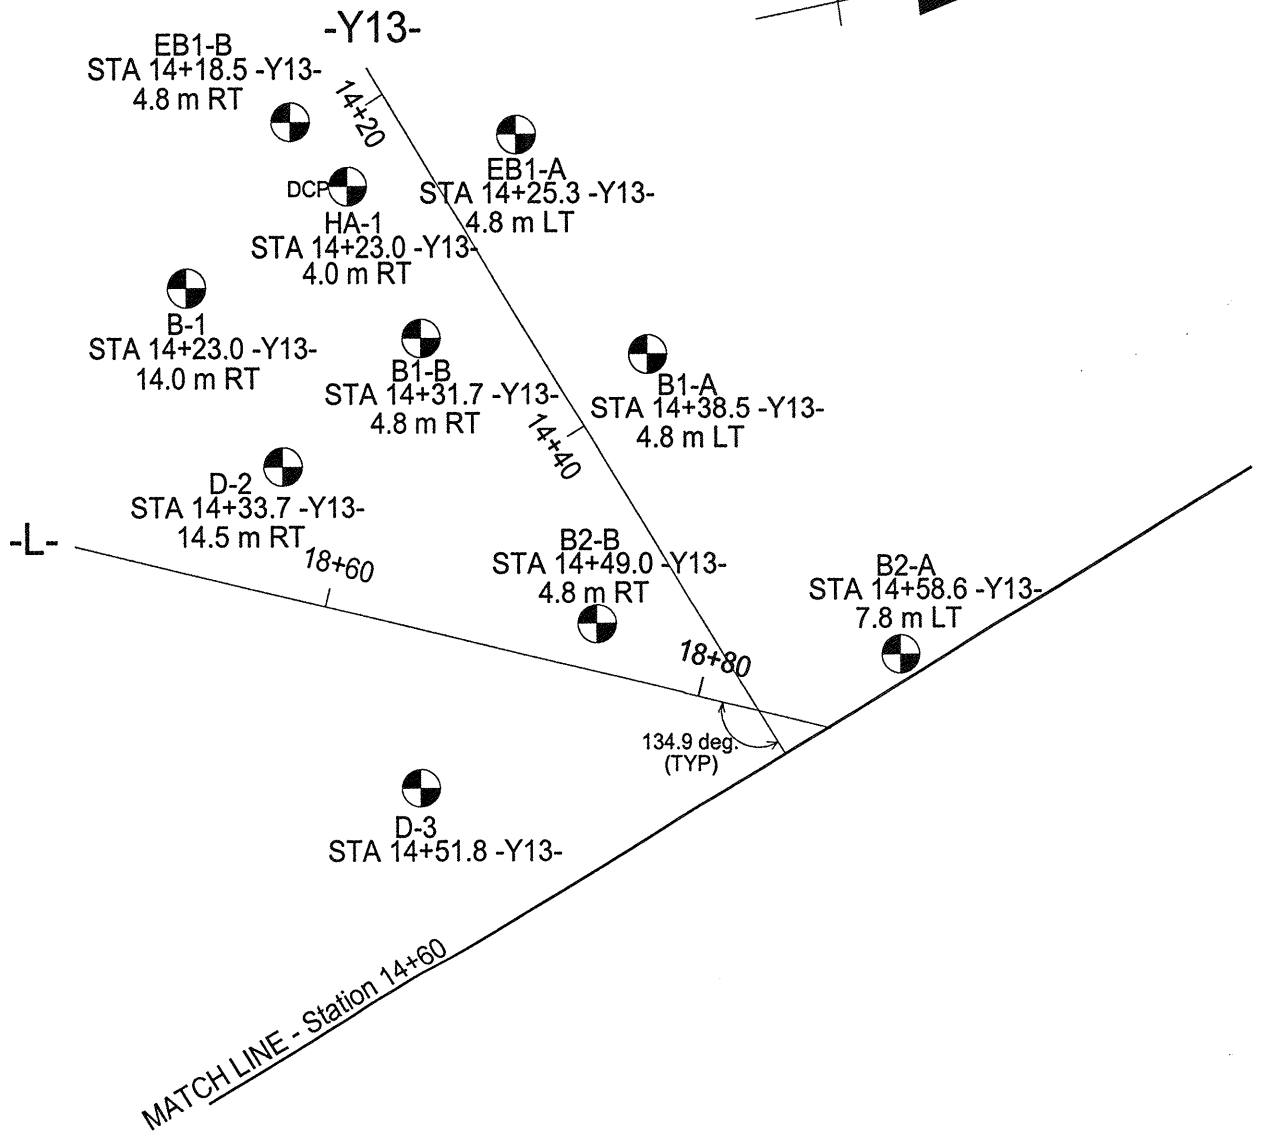 -Y13-
EB1-B
STA 14+18.5 -Y13-
4.8 m RT
14+20
EB1-A
STA 14+25.3 -Y13-
4.8 m LT
DCP
HA-1
STA 14+23.0 -Y13-
4.0 m RT
B-1
STA 14+23.0 -Y13-
14.0 m RT
B1-B
STA 14+31.7 -Y13-
4.8 m RT
B1-A
STA 14+38.5 -Y13-
4.8 m LT
14+40
D-2
STA 14+33.7 -Y13-
14.5 m RT
-L-
18+60
B2-B
STA 14+49.0 -Y13-
4.8 m RT
B2-A
STA 14+58.6 -Y13-
7.8 m LT
18+80
134.9 deg.
(TYP)
D-3
STA 14+51.8 -Y13-
MATCH LINE - Station 14+60